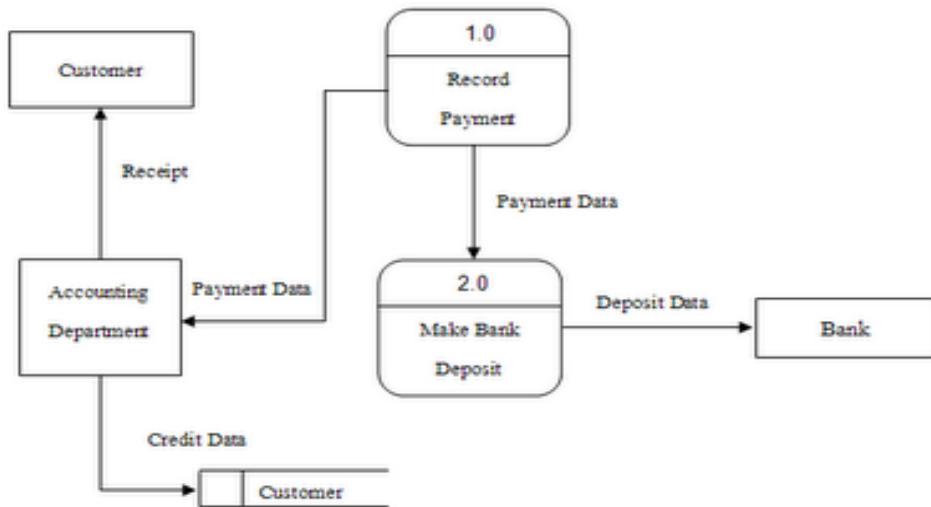 1.0
Record
Payment
Customer
Receipt
Payment Data
Accounting
Department
Payment Data
2.0
Make Bank
Deposit
Deposit Data
Bank
Credit Data
Customer